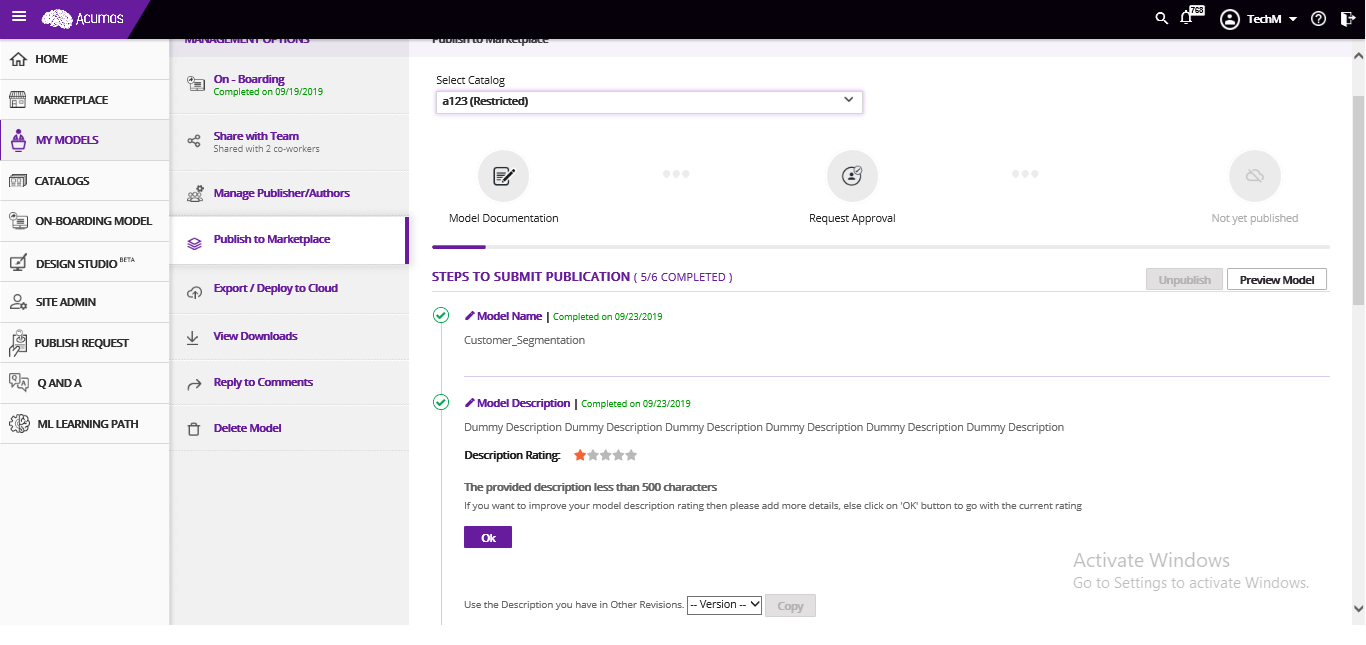 Acumos
768
TechM
HOME
MARKETPLACE
MY MODELS
CATALOGS
ON-BOARDING MODEL
DESIGN STUDIO BETA
SITE ADMIN
PUBLISH REQUEST
Q AND A
ML LEARNING PATH
MANAGEMENT OPTIONS
On - Boarding
Completed on 09/19/2019
Share with Team
Shared with 2 co-workers
Manage Publisher/Authors
Publish to Marketplace
Export / Deploy to Cloud
View Downloads
Reply to Comments
Delete Model
Publish to Marketplace
Select Catalog
a123 (Restricted)
Model Documentation
Request Approval
Not yet published
STEPS TO SUBMIT PUBLICATION ( 5/6 COMPLETED )
Unpublish
Preview Model
Model Name | Completed on 09/23/2019
Customer_Segmentation
Model Description | Completed on 09/23/2019
Dummy Description Dummy Description Dummy Description Dummy Description Dummy Description Dummy Description
Description Rating:
The provided description less than 500 characters
If you want to improve your model description rating then please add more details, else click on 'OK' button to go with the current rating
Ok
Activate Windows
Go to Settings to activate Windows.
Use the Description you have in Other Revisions. -- Version -- Copy